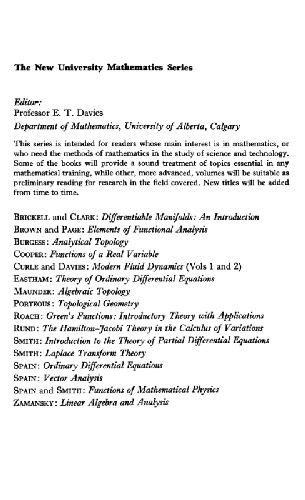 The New University Mathematics Series
Editor:
Professor E. T. Davies
Department of Mathematics, University of Alberta, Calgary
This series is intended for readers whose main interest is in mathematics, or
who need the methods of mathematics in the study of science and technology.
Some of the books will provide a sound treatment of topics essential in any
mathematical training, while other, more advanced, volumes will be suitable as
preliminary reading for research in the field covered. New titles will be added
from time to time.
BRICKELL and CLARK: Differentiable Manifolds: An Introduction
BROWN and PAGE: Elements of Functional Analysis
BURGESS: Analytical Topology
COOPER: Functions of a Real Variable
CURLE and DAVIES: Modern Fluid Dynamics (Vols 1 and 2)
EASTHAM: Theory of Ordinary Differential Equations
MAUNDER: Algebraic Topology
PORTEOUS: Topological Geometry
ROACH: Green's Functions: Introductory Theory with Applications
RUND: The Hamilton-Jacobi Theory in the Calculus of Variations
SMITH: Introduction to the Theory of Partial Differential Equations
SMITH: Laplace Transform Theory
SPAIN: Ordinary Differential Equations
SPAIN: Vector Analysis
SPAIN and SMITH: Functions of Mathematical Physics
ZAMANSKY: Linear Algebra and Analysis